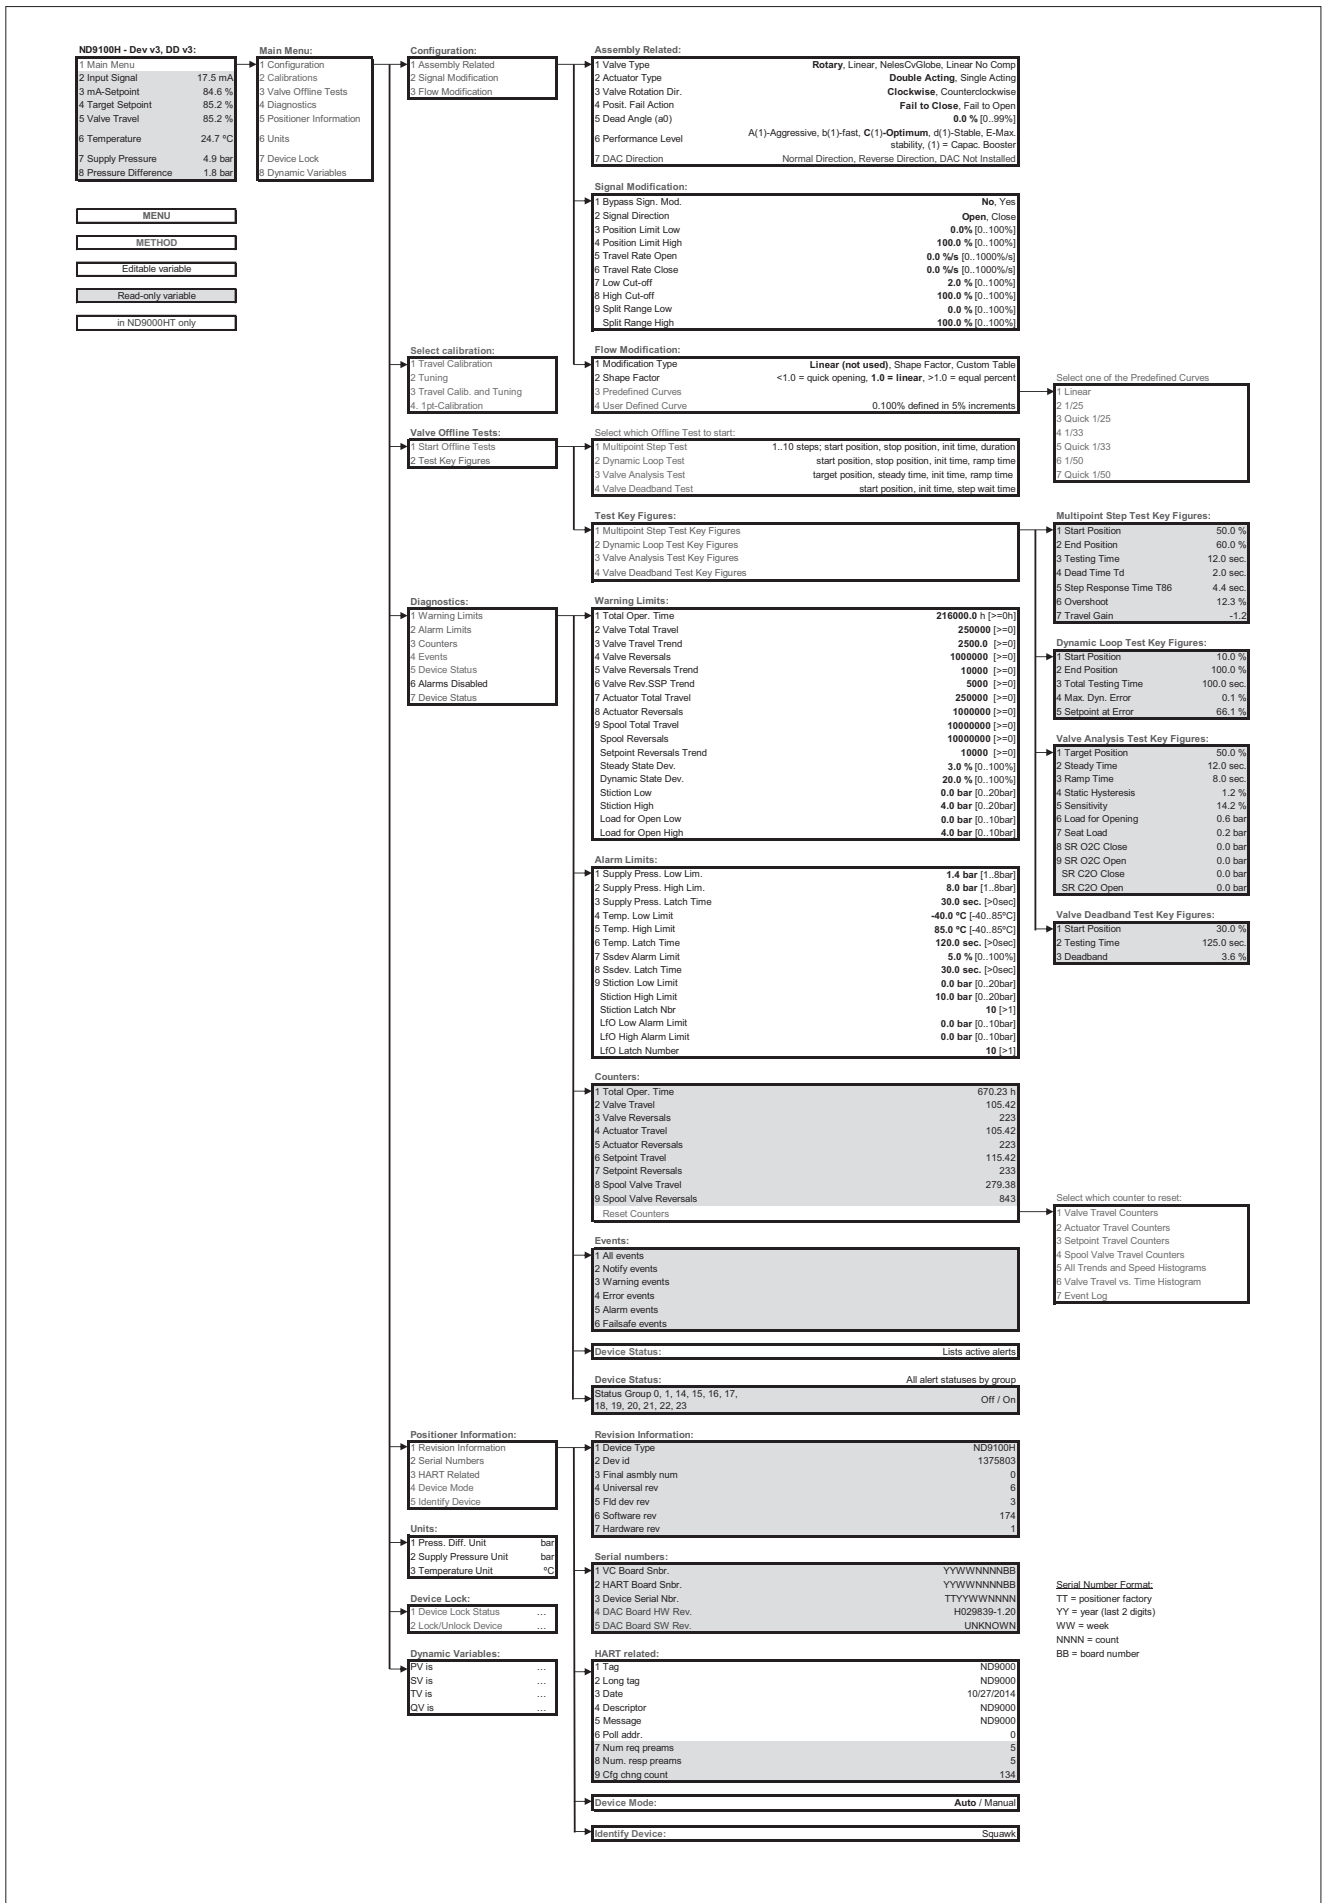 ND9100H - Dev v3, DD v3:
1 Main Menu
2 Input Signal 17.5 mA
3 mA-Setpoint 84.6 %
4 Target Setpoint 85.2 %
5 Valve Travel 85.2 %
6 Temperature 24.7 ºC
7 Supply Pressure 4.9 bar
8 Pressure Difference 1.8 bar
MENU
METHOD
Editable variable
Read-only variable
in ND9000HT only
Main Menu:
1 Configuration
2 Calibrations
3 Valve Offline Tests
4 Diagnostics
5 Positioner Information
6 Units
7 Device Lock
8 Dynamic Variables
Configuration:
1 Assembly Related
2 Signal Modification
3 Flow Modification
Assembly Related:
1 Valve Type Rotary, Linear, NelesCvGlobe, Linear No Comp
2 Actuator Type Double Acting, Single Acting
3 Valve Rotation Dir. Clockwise, Counterclockwise
4 Posit. Fail Action Fail to Close, Fail to Open
5 Dead Angle (a0) 0.0 % [0..99%]
6 Performance Level A(1)-Aggressive, b(1)-fast, C(1)-Optimum, d(1)-Stable, E-Max.
stability, (1) = Capac. Booster
7 DAC Direction Normal Direction, Reverse Direction, DAC Not Installed
Signal Modification:
1 Bypass Sign. Mod. No, Yes
2 Signal Direction Open, Close
3 Position Limit Low 0.0% [0..100%]
4 Position Limit High 100.0 % [0..100%]
5 Travel Rate Open 0.0 %/s [0..1000%/s]
6 Travel Rate Close 0.0 %/s [0..1000%/s]
7 Low Cut-off 2.0 % [0..100%]
8 High Cut-off 100.0 % [0..100%]
9 Split Range Low 0.0 % [0..100%]
Split Range High 100.0 % [0..100%]
Select calibration:
1 Travel Calibration
2 Tuning
3 Travel Calib. and Tuning
4. 1pt-Calibration
Flow Modification:
1 Modification Type Linear (not used), Shape Factor, Custom Table
2 Shape Factor <1.0 = quick opening, 1.0 = linear, >1.0 = equal percent
3 Predefined Curves
4 User Defined Curve 0.100% defined in 5% increments
Select one of the Predefined Curves
1 Linear
2 1/25
3 Quick 1/25
4 1/33
5 Quick 1/33
6 1/50
7 Quick 1/50
Valve Offline Tests:
1 Start Offline Tests
2 Test Key Figures
Select which Offline Test to start:
1 Multipoint Step Test 1..10 steps; start position, stop position, init time, duration
2 Dynamic Loop Test start position, stop position, init time, ramp time
3 Valve Analysis Test target position, steady time, init time, ramp time
4 Valve Deadband Test start position, init time, step wait time
Test Key Figures:
1 Multipoint Step Test Key Figures
2 Dynamic Loop Test Key Figures
3 Valve Analysis Test Key Figures
4 Valve Deadband Test Key Figures
Multipoint Step Test Key Figures:
1 Start Position 50.0 %
2 End Position 60.0 %
3 Testing Time 12.0 sec.
4 Dead Time Td 2.0 sec.
5 Step Response Time T86 4.4 sec.
6 Overshoot 12.3 %
7 Travel Gain -1.2
Dynamic Loop Test Key Figures:
1 Start Position 10.0 %
2 End Position 100.0 %
3 Total Testing Time 100.0 sec.
4 Max. Dyn. Error 0.1 %
5 Setpoint at Error 66.1 %
Valve Analysis Test Key Figures:
1 Target Position 50.0 %
2 Steady Time 12.0 sec.
3 Ramp Time 8.0 sec.
4 Static Hysteresis 1.2 %
5 Sensitivity 14.2 %
6 Load for Opening 0.6 bar
7 Seat Load 0.2 bar
8 SR O2C Close 0.0 bar
9 SR O2C Open 0.0 bar
SR C2O Close 0.0 bar
SR C2O Open 0.0 bar
Valve Deadband Test Key Figures:
1 Start Position 30.0 %
2 Testing Time 125.0 sec.
3 Deadband 3.6 %
Diagnostics:
1 Warning Limits
2 Alarm Limits
3 Counters
4 Events
5 Device Status
6 Alarms Disabled
7 Device Status
Warning Limits:
1 Total Oper. Time 216000.0 h [>=0h]
2 Valve Total Travel 250000 [>=0]
3 Valve Travel Trend 2500.0 [>=0]
4 Valve Reversals 1000000 [>=0]
5 Valve Reversals Trend 10000 [>=0]
6 Valve Rev.SSP Trend 5000 [>=0]
7 Actuator Total Travel 250000 [>=0]
8 Actuator Reversals 1000000 [>=0]
9 Spool Total Travel 10000000 [>=0]
Spool Reversals 10000000 [>=0]
Setpoint Reversals Trend 10000 [>=0]
Steady State Dev. 3.0 % [0..100%]
Dynamic State Dev. 20.0 % [0..100%]
Stiction Low 0.0 bar [0..20bar]
Stiction High 4.0 bar [0..20bar]
Load for Open Low 0.0 bar [0..10bar]
Load for Open High 4.0 bar [0..10bar]
Alarm Limits:
1 Supply Press. Low Lim. 1.4 bar [1..8bar]
2 Supply Press. High Lim. 8.0 bar [1..8bar]
3 Supply Press. Latch Time 30.0 sec. [>0sec]
4 Temp. Low Limit -40.0 ºC [-40..85ºC]
5 Temp. High Limit 85.0 ºC [-40..85ºC]
6 Temp. Latch Time 120.0 sec. [>0sec]
7 Ssdev Alarm Limit 5.0 % [0..100%]
8 Ssdev. Latch Time 30.0 sec. [>0sec]
9 Stiction Low Limit 0.0 bar [0..20bar]
Stiction High Limit 10.0 bar [0..20bar]
Stiction Latch Nbr 10 [>1]
LfO Low Alarm Limit 0.0 bar [0..10bar]
LfO High Alarm Limit 0.0 bar [0..10bar]
LfO Latch Number 10 [>1]
Counters:
1 Total Oper. Time 670.23 h
2 Valve Travel 105.42
3 Valve Reversals 223
4 Actuator Travel 105.42
5 Actuator Reversals 223
6 Setpoint Travel 115.42
7 Setpoint Reversals 233
8 Spool Valve Travel 279.38
9 Spool Valve Reversals 843
Reset Counters
Select which counter to reset:
1 Valve Travel Counters
2 Actuator Travel Counters
3 Setpoint Travel Counters
4 Spool Valve Travel Counters
5 All Trends and Speed Histograms
6 Valve Travel vs. Time Histogram
7 Event Log
Events:
1 All events
2 Notify events
3 Warning events
4 Error events
5 Alarm events
6 Failsafe events
Device Status: Lists active alerts
Device Status: All alert statuses by group
Status Group 0, 1, 14, 15, 16, 17,
18, 19, 20, 21, 22, 23 Off / On
Positioner Information:
1 Revision Information
2 Serial Numbers
3 HART Related
4 Device Mode
5 Identify Device
Revision Information:
1 Device Type ND9100H
2 Dev id 1375803
3 Final asmbly num 0
4 Universal rev 6
5 Fld dev rev 3
6 Software rev 174
7 Hardware rev 1
Units:
1 Press. Diff. Unit bar
2 Supply Pressure Unit bar
3 Temperature Unit ºC
Serial numbers:
1 VC Board Snbr. YYWWNNNNBB
2 HART Board Snbr. YYWWNNNNBB
3 Device Serial Nbr. TTYYWWNNNN
4 DAC Board HW Rev. H029839-1.20
5 DAC Board SW Rev. UNKNOWN
Serial Number Format:
TT = positioner factory
YY = year (last 2 digits)
WW = week
NNNN = count
BB = board number
Device Lock:
1 Device Lock Status ...
2 Lock/Unlock Device ...
Dynamic Variables:
PV is ...
SV is ...
TV is ...
QV is ...
HART related:
1 Tag ND9000
2 Long tag ND9000
3 Date 10/27/2014
4 Descriptor ND9000
5 Message ND9000
6 Poll addr. 0
7 Num req preams 5
8 Num. resp preams 5
9 Cfg chng count 134
Device Mode: Auto / Manual
Identify Device: Squawk